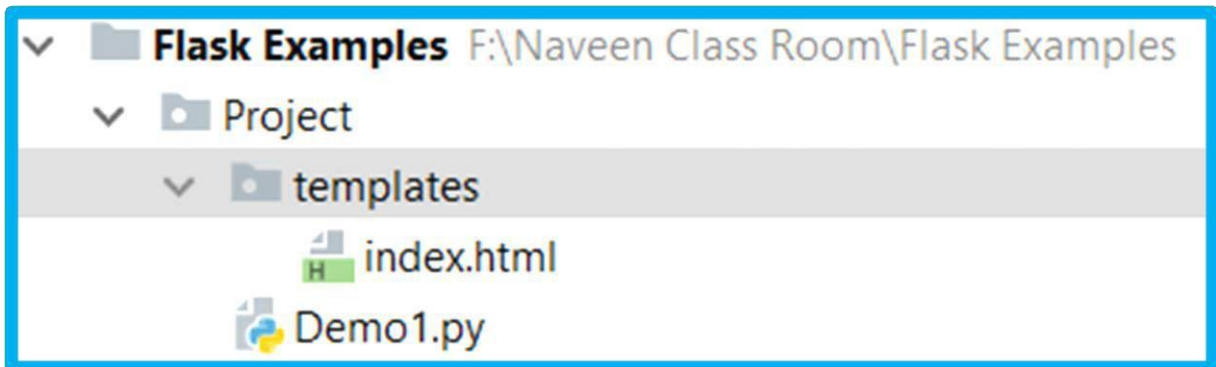 Flask Examples F:\Naveen Class Room\Flask Examples
Project
templates
H index.html
Demo1.py